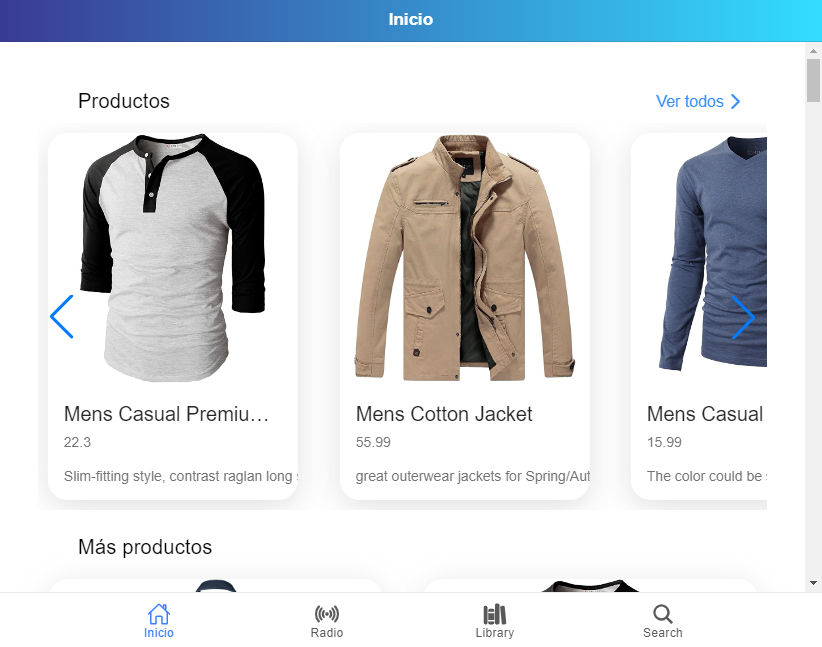 Inicio
Productos
Ver todos
Mens Casual Premiu…
Mens Cotton Jacket
Mens Casual
22.3
55.99
15.99
Slim-fitting style, contrast raglan long
great outerwear jackets for Spring/Aut
The color could be
Más productos
Inicio
Radio
Library
Search